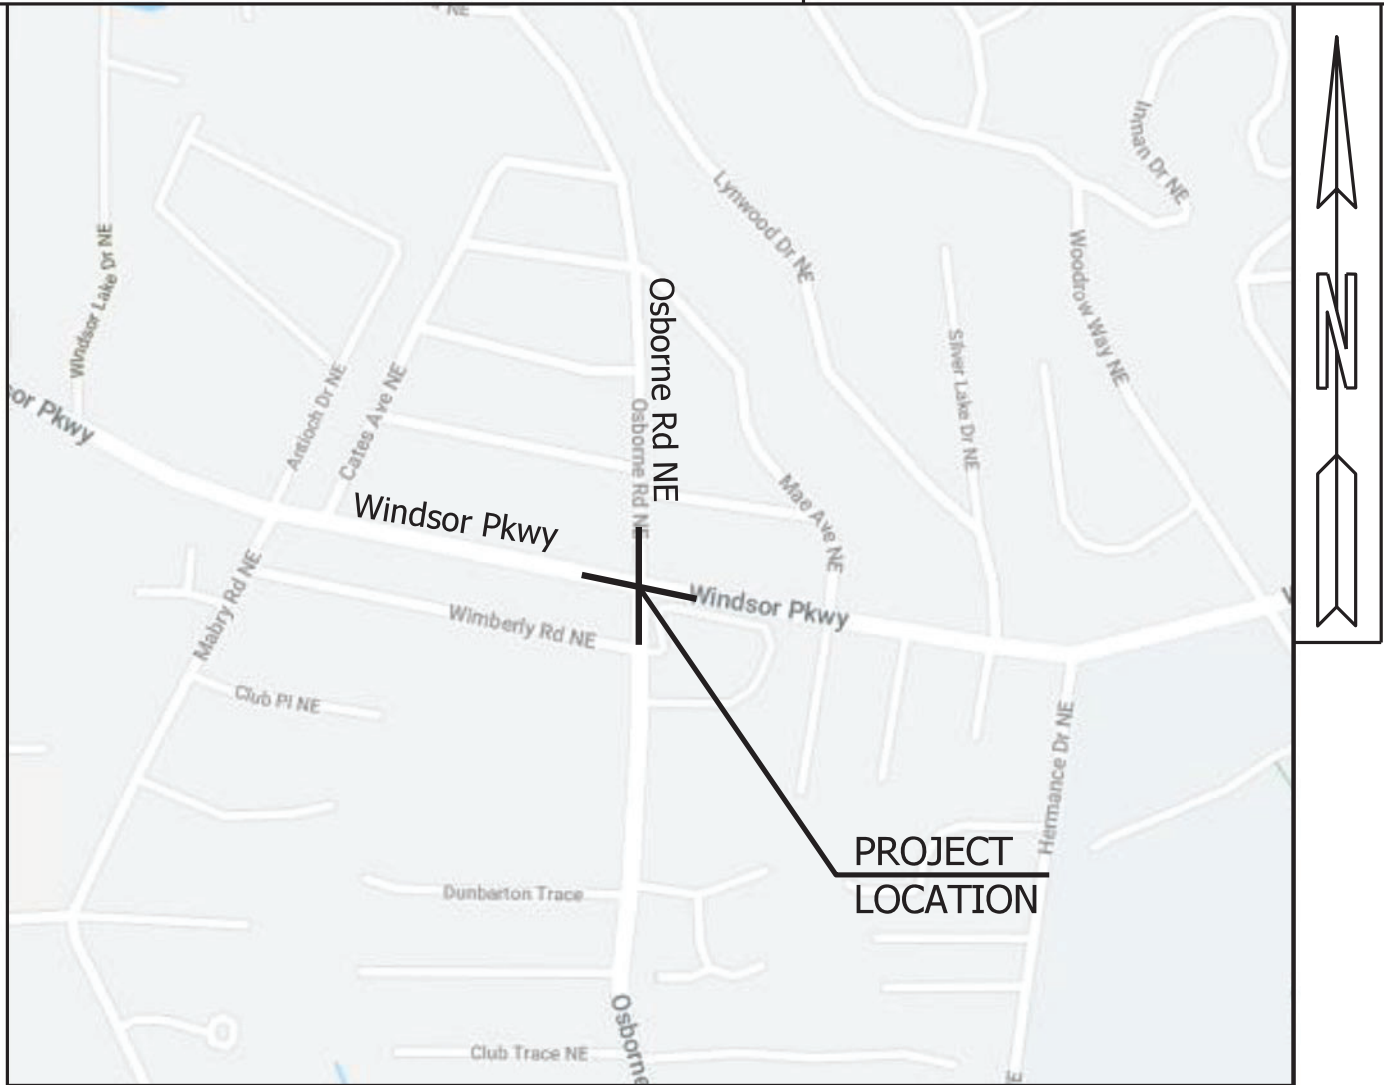 NE
Inman Dr NE
Lynwood Dr NE
Windsor Lake Dr NE
Woodrow Way NE
Osborne Rd NE
N
Silver Lake Dr NE
Antioch Dr NE
Cates Ave NE
sor Pkwy
Osborne Rd NE
Windsor Pkwy
Mae Ave NE
Windsor Pkwy
W
Mabry Rd NE
Wimberly Rd NE
Club Pl NE
Hermance Dr NE
PROJECT
LOCATION
Dunbarton Trace
Osborne
Club Trace NE
E